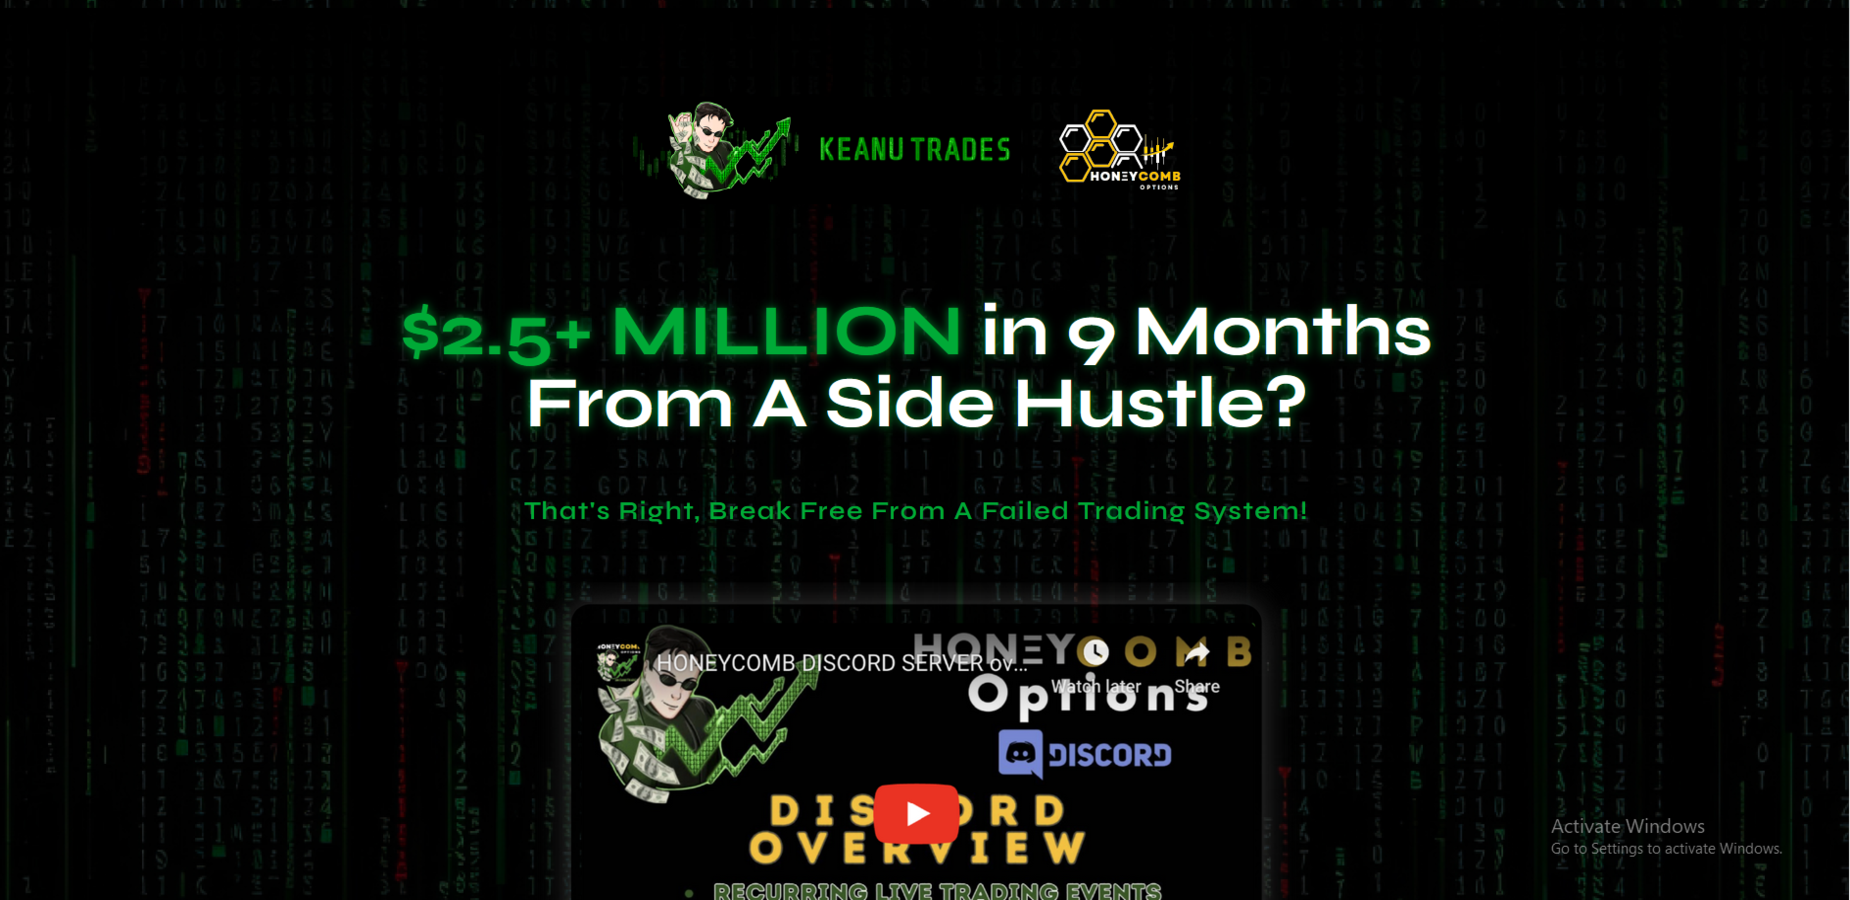 KEANU TRADES
HONEYCOMB
OPTIONS
$2.5+ MILLION in 9 Months
From A Side Hustle?
That's Right, Break Free From A Failed Trading System!
HONEYCOMB
OPTIONS
HONEYCOMB DISCORD SERVER ov...
Watch later
Share
HONEYCOMB
Options
DISCORD
DISCORD
OVERVIEW
• RECURRING LIVE TRADING EVENTS
Activate Windows
Go to Settings to activate Windows.